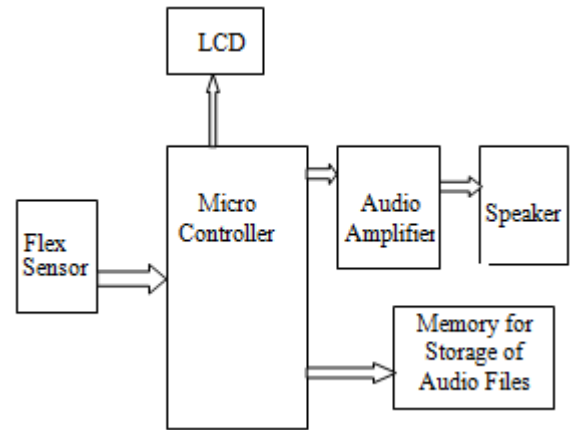 LCD
Micro
Controller
Audio
Amplifier
Speaker
Flex
Sensor
Memory for
Storage of
Audio Files